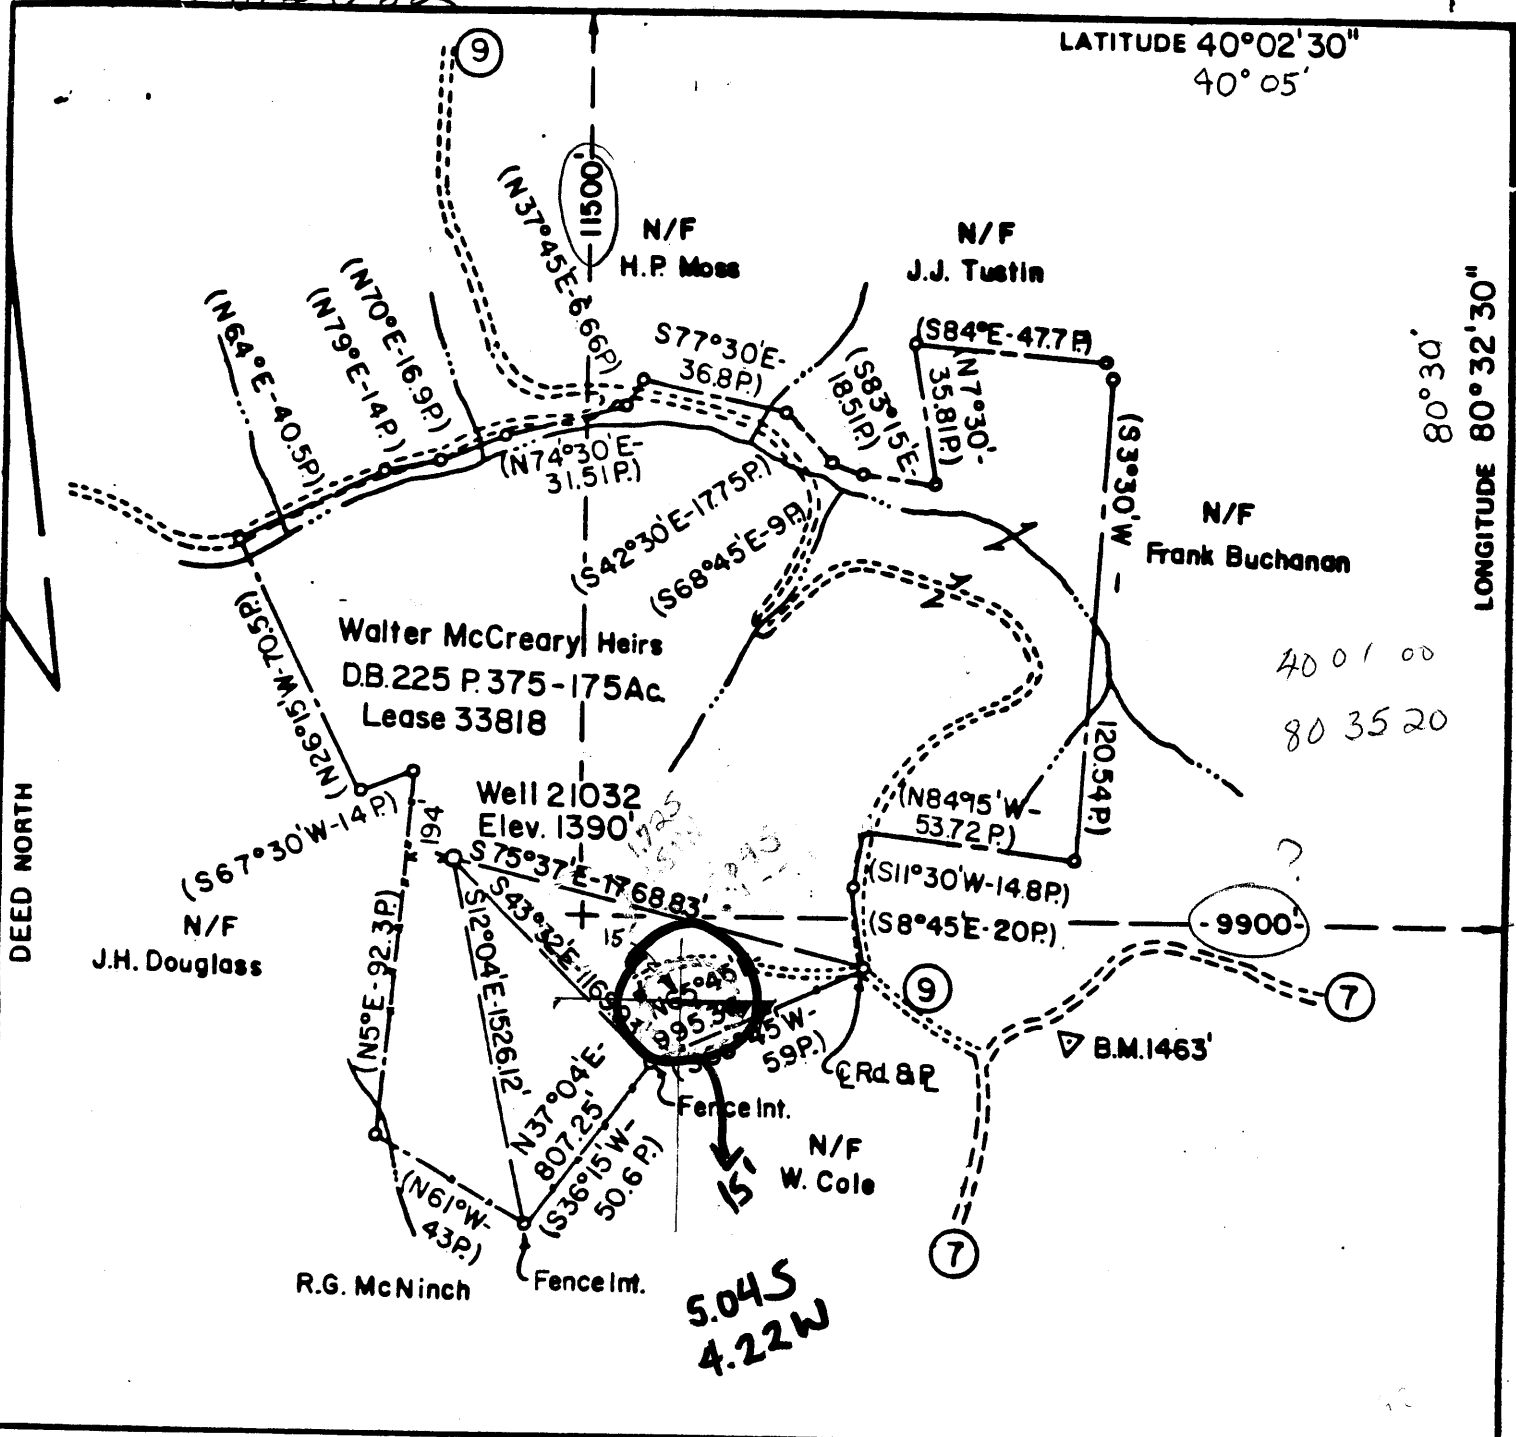 LATITUDE 40°02'30"
40° 05'
9
11500'
(N37°45'E-6.66P.)
N/F
H.P. Moss
N/F
J.J. Tustin
LONGITUDE 80°32'30"
80°30'
(N64°E-40.5P.)
(N79°E-14P.)
(N70°E-16.9P.)
S77°30'E-
36.8P.)
(S84°E-47.7P.)
(S83°15'E-
18.51P.)
(N7°30'-
35.81P.)
(N74°30'E-
31.51P.)
(S42°30'E-17.75P.)
(S68°45'E-9P.)
(S3°30'W-
120.54P.)
N/F
Frank Buchanan
(N26°15'W-70.5P.)
Walter McCreary Heirs
D.B.225 P. 375-175Ac.
Lease 33818
40 01 00
80 35 20
DEED NORTH
(S67°30'W-14P.)
194'
Well 21032
Elev. 1390'
(N84°15'W-
53.72P.)
(S11°30'W-14.8P.)
(S8°45'E-20P.)
?
9900'
N/F
J.H. Douglass
(N5°E-92.3P.)
S75°37'E-1768.83'
S43°32'E-
S12°04'E-1526.12'
15
9
7
B.M.1463'
45'W-
59P.)
℄Rd. & ℙL
Fence Int.
N37°04'E-
807.25'
(S36°15'W-
50.6P.)
N/F
W. Cole
15'
(N61°W-
43P.)
R.G. McNinch
Fence Int.
7
5.04S
4.22W